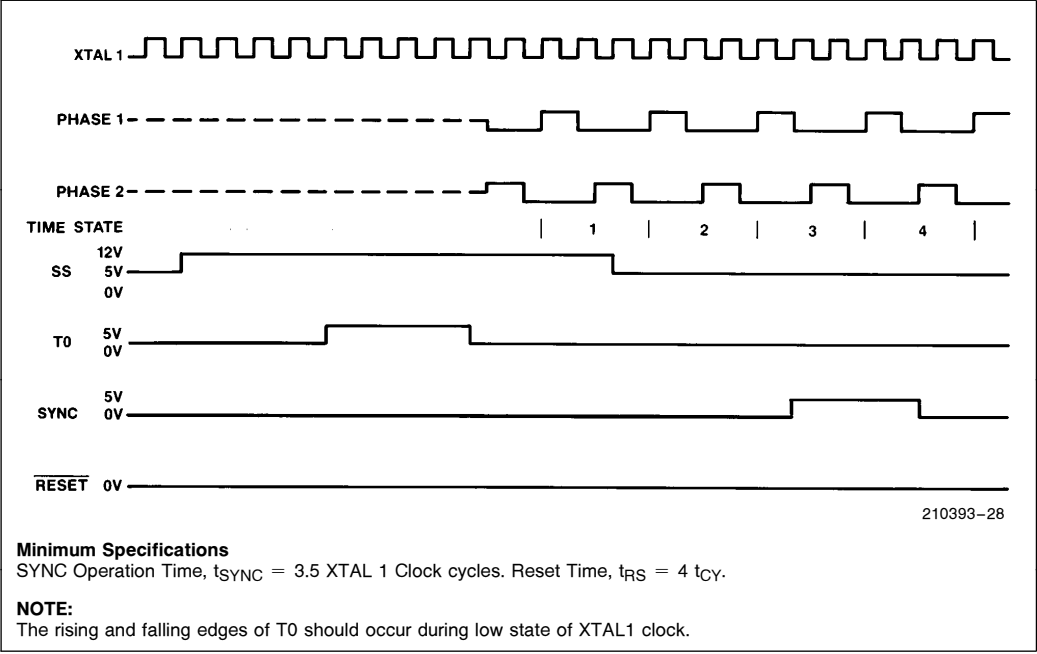 XTAL 1
PHASE 1
PHASE 2
TIME STATE 1 2 3 4
12V
SS 5V
0V
T0 5V
0V
5V
SYNC 0V
RESET 0V
210393–28
Minimum Specifications
SYNC Operation Time, tSYNC = 3.5 XTAL 1 Clock cycles. Reset Time, tRS = 4 tCY.
NOTE:
The rising and falling edges of T0 should occur during low state of XTAL1 clock.